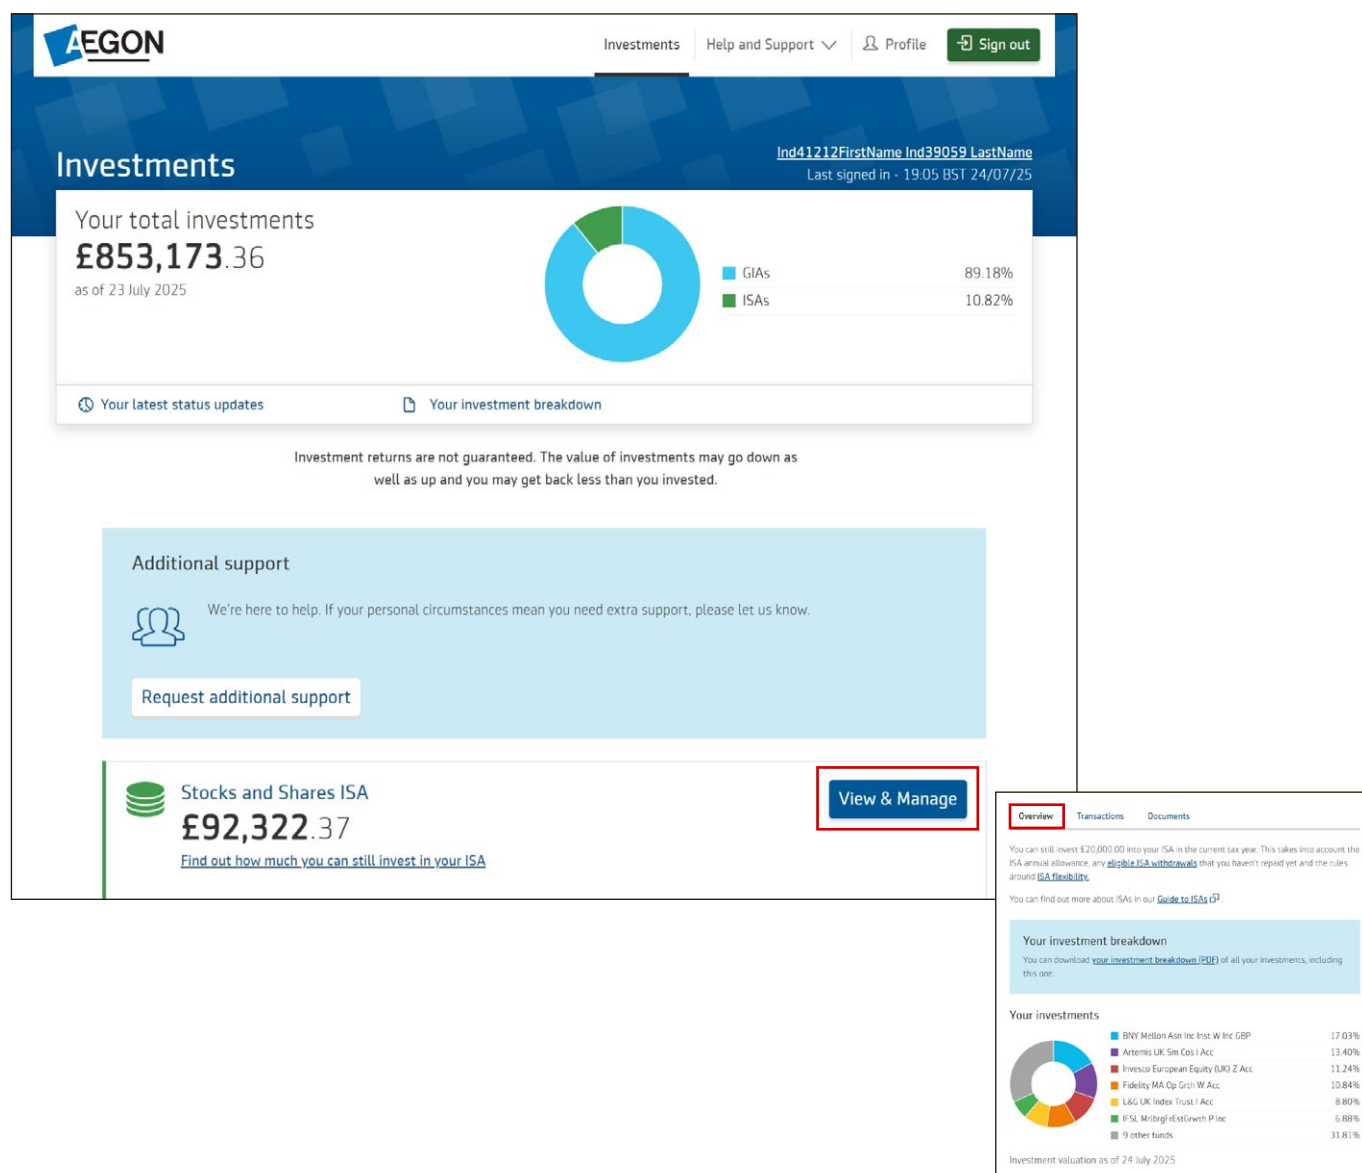 AEGON
Investments
Help and Support
Profile
Sign out
Investments
Ind41212FirstName Ind39059 LastName
Last signed in - 19:05 BST 24/07/25
Your total investments
£853,173.36
as of 23 July 2025
GIAs 89.18%
ISAs 10.82%
Your latest status updates
Your investment breakdown
Investment returns are not guaranteed. The value of investments may go down as
well as up and you may get back less than you invested.
Additional support
We're here to help. If your personal circumstances mean you need extra support, please let us know.
Request additional support
Stocks and Shares ISA
£92,322.37
Find out how much you can still invest in your ISA
View & Manage
Overview
Transactions
Documents
You can still invest £20,000.00 into your ISA in the current tax year. This takes into account the
ISA annual allowance, any eligible ISA withdrawals that you haven't repaid yet and the rules
around ISA flexibility.
You can find out more about ISAs in our Guide to ISAs
Your investment breakdown
You can download your investment breakdown (PDF) of all your investments, including
this one.
Your investments
BNY Mellon Asn Inc Inst W Inc GBP 17.03%
Artemis UK Sm Cos I Acc 13.40%
Invesco European Equity (UK) Z Acc 11.24%
Fidelity MA Op Grth W Acc 10.84%
L&G UK Index Trust I Acc 8.80%
IFSL MrlbrgFrEstGrwth P Inc 6.88%
9 other funds 31.81%
Investment valuation as of 24 July 2025